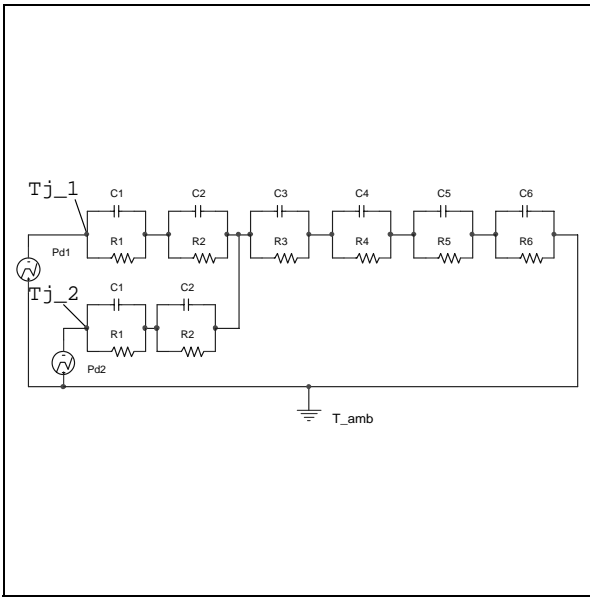 C1 C2 C3 C4 C5 C6
Tj_1
R1 R2 R3 R4 R5 R6
Pd1
Tj_2
C1 C2
R1 R2
Pd2
T_amb